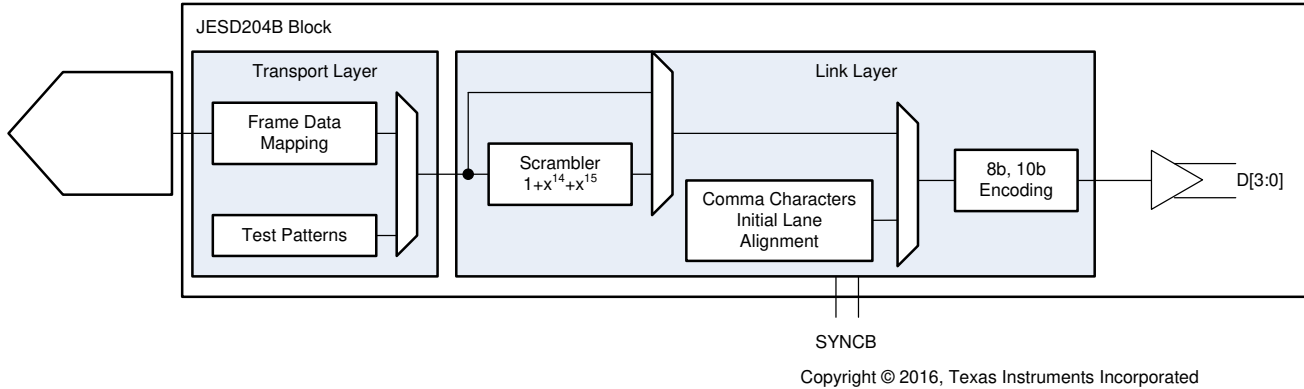 JESD204B Block
Transport Layer
Frame Data
Mapping
Test Patterns
Link Layer
Scrambler
1+x¹⁴+x¹⁵
Comma Characters
Initial Lane
Alignment
8b, 10b
Encoding
D[3:0]
SYNCB
Copyright © 2016, Texas Instruments Incorporated